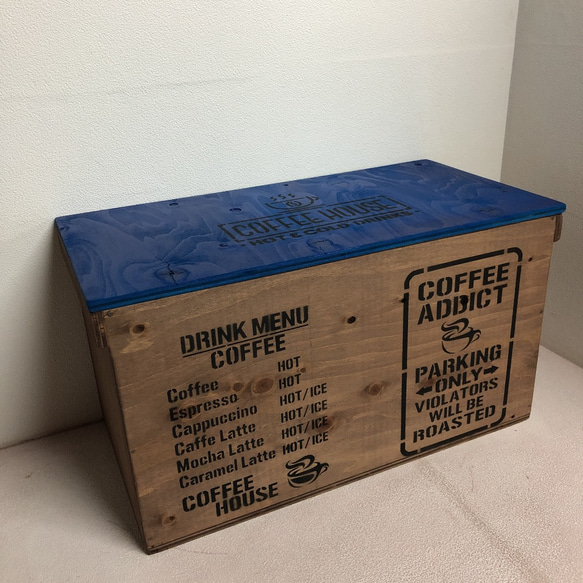 COFFEE HOUSE
HOT & COLD DRINKS
DRINK MENU
COFFEE
Coffee HOT
Espresso HOT
Cappuccino HOT/ICE
Caffe Latte HOT/ICE
Mocha Latte HOT/ICE
Caramel Latte HOT/ICE
COFFEE
HOUSE
COFFEE
ADDICT
PARKING
ONLY
VIOLATORS
WILL BE
ROASTED